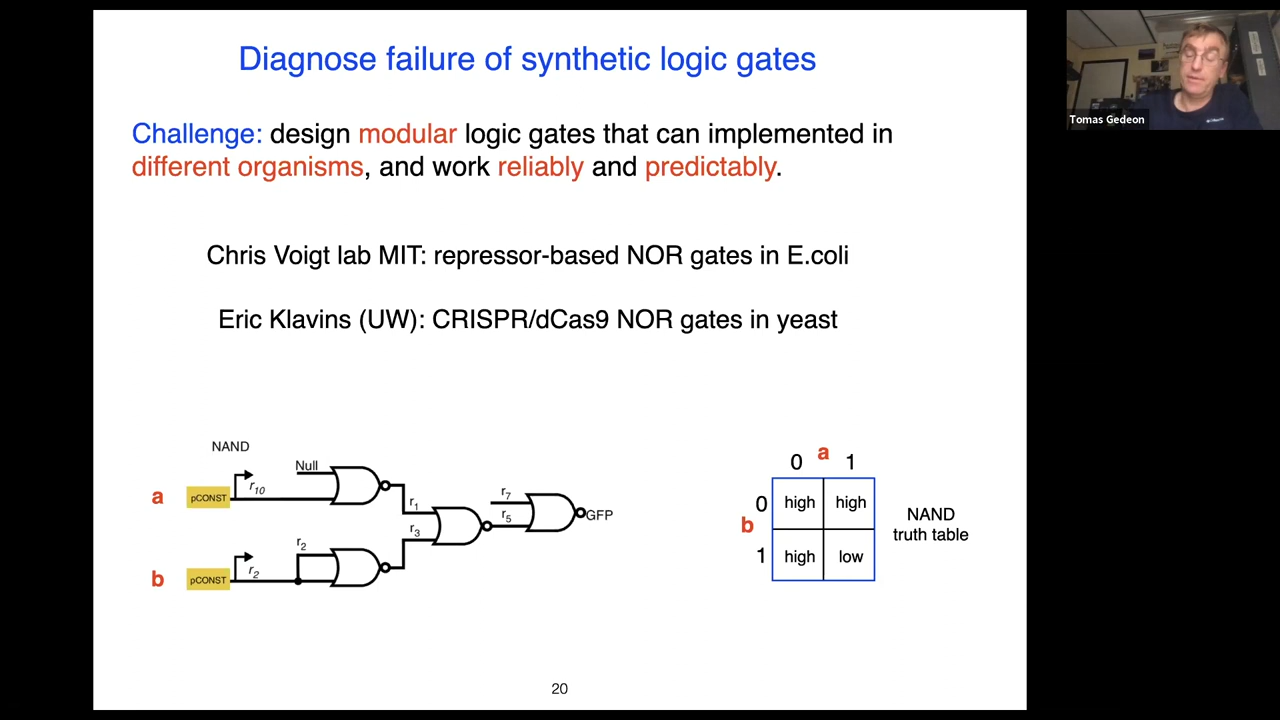 Diagnose failure of synthetic logic gates
Tomas Gedeon
Challenge: design modular logic gates that can implemented in
different organisms, and work reliably and predictably.
Chris Voigt lab MIT: repressor-based NOR gates in E.coli
Eric Klavins (UW): CRISPR/dCas9 NOR gates in yeast
NAND
Null
a pCONST r10
r1
r3
r7
r5
GFP
r2
b pCONST r2
0 a 1
0 high high
b
1 high low
NAND
truth table
20